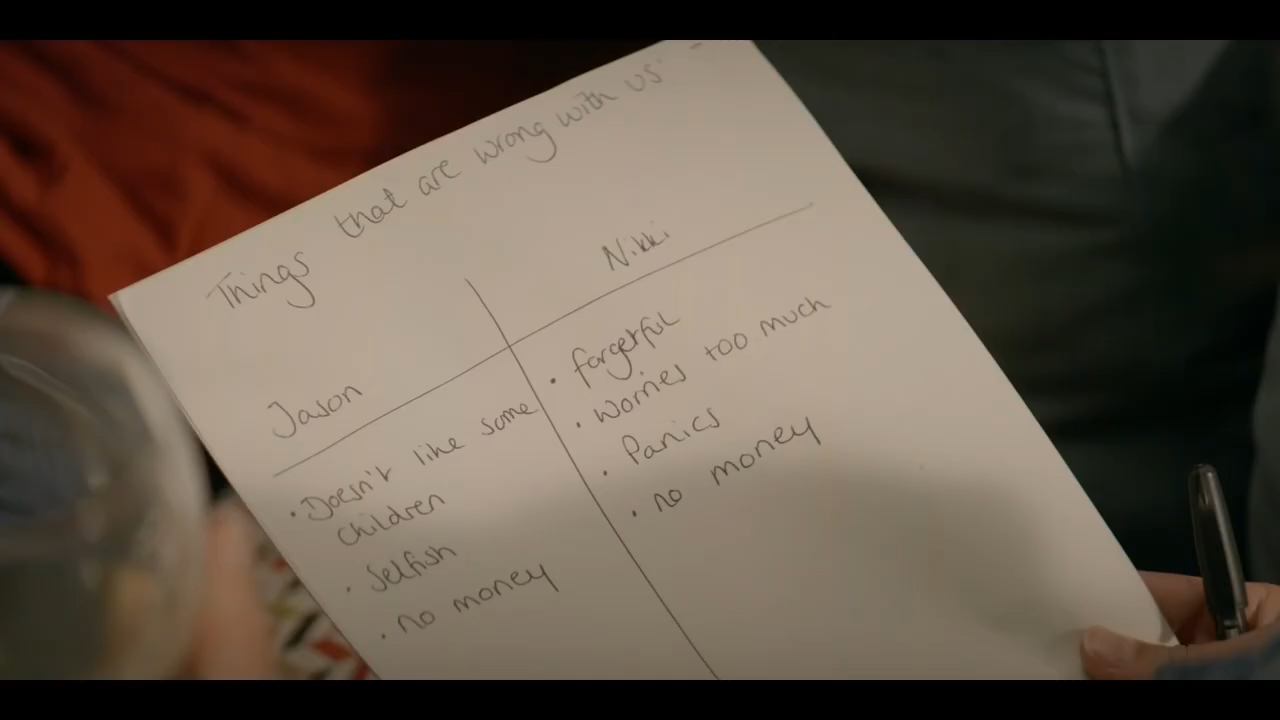 Things that are wrong with us
Jason
Nikki
• Doesn't like some
children
• Selfish
• no money
• forgetful
• worries too much
• Panics
• no money